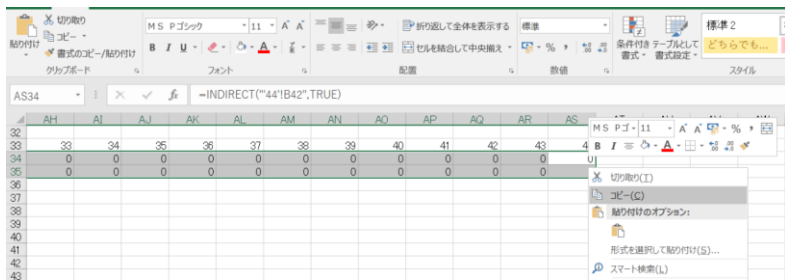 切り取り
コピー
書式のコピー/貼り付け
貼り付け
クリップボード
MS Pゴシック 11 A A
B I U A
フォント
折り返して全体を表示する
セルを結合して中央揃え
配置
標準
% ,
数値
条件付き 書式
テーブルとして 書式設定
標準 2
どちらでも...
スタイル
AS34 fx =INDIRECT("'44'!B42",TRUE)
AH AI AJ AK AL AM AN AO AP AQ AR AS
32
33 33 34 35 36 37 38 39 40 41 42 43
34 0 0 0 0 0 0 0 0 0 0 0 0
35 0 0 0 0 0 0 0 0 0 0 0
36
37
38
39
40
41
42
43
MS Pゴ 11 A A % ,
B I A
切り取り(T)
コピー(C)
貼り付けのオプション:
形式を選択して貼り付け(S)...
スマート検索(L)